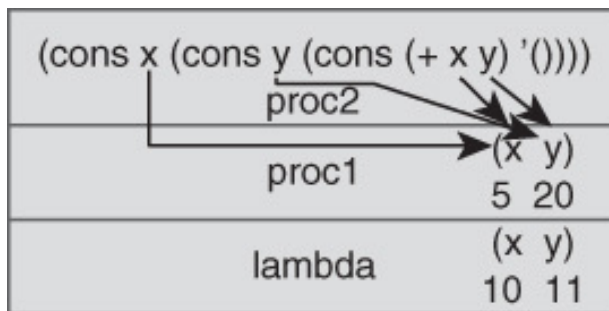 (cons x (cons y (cons (+ x y) '())))
proc2
proc1 (x y)
5 20
(x y)
lambda
10 11